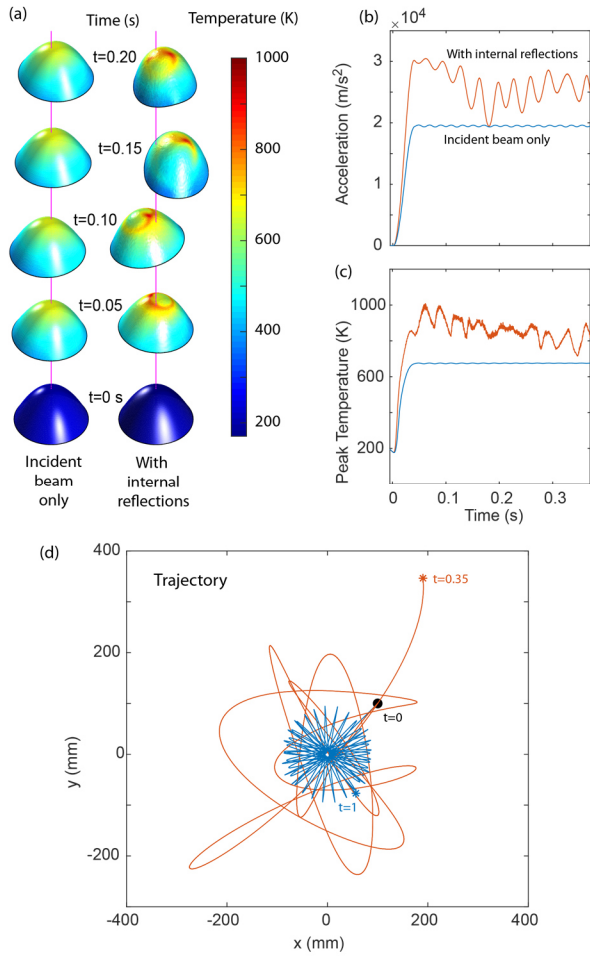 (a)
Time (s)
Temperature (K)
t=0.20
t=0.15
t=0.10
t=0.05
t=0 s
1000
800
600
400
200
Incident
beam
only
With
internal
reflections
(b)
× 10⁴
Acceleration (m/s²)
3
2
1
0
With internal reflections
Incident beam only
(c)
Peak Temperature (K)
1000
600
200
0
0.1
0.2
0.3
Time (s)
(d)
Trajectory
y (mm)
400
200
0
-200
-400
-200
0
200
400
x (mm)
t=0.35
t=0
t=1